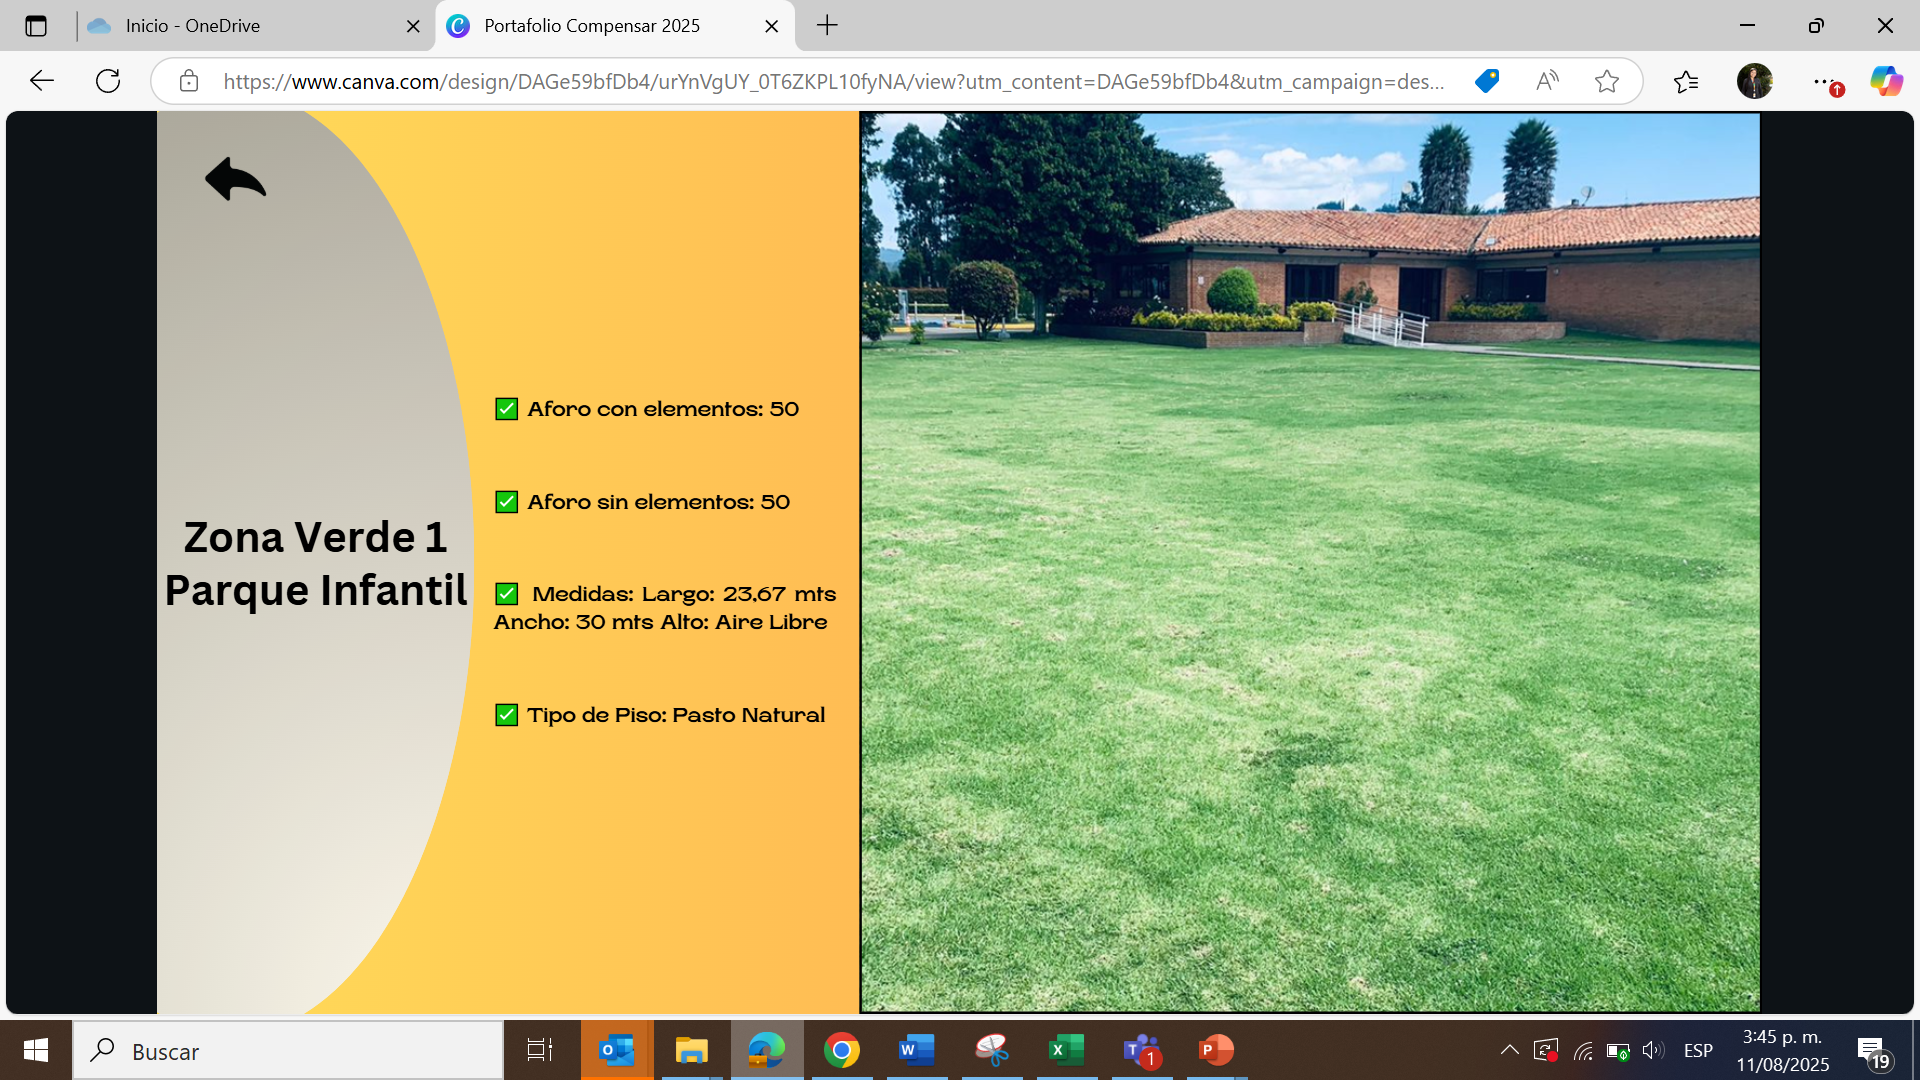 Inicio - OneDrive
Portafolio Compensar 2025
https://www.canva.com/design/DAGe59bfDb4/urYnVgUY_0T6ZKPL10fyNA/view?utm_content=DAGe59bfDb4&utm_campaign=des...
Zona Verde 1
Parque Infantil
✅ Aforo con elementos: 50
✅ Aforo sin elementos: 50
✅ Medidas: Largo: 23,67 mts
Ancho: 30 mts Alto: Aire Libre
✅ Tipo de Piso: Pasto Natural
Buscar
1
ESP
3:45 p. m.
11/08/2025
19